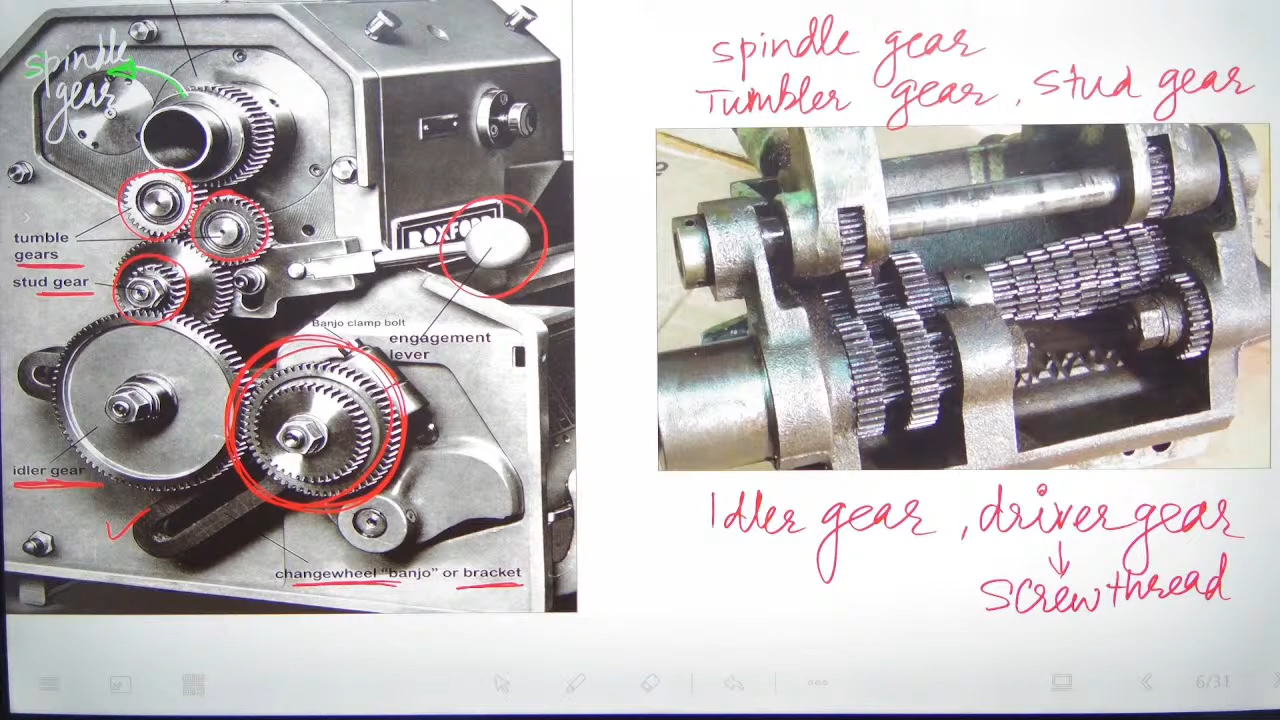 spindle
gear
tumble
gears
stud gear
BOXFORD
Banjo clamp bolt
engagement
lever
idler gear
changewheel "banjo" or bracket
spindle gear
Tumbler gear, stud gear
Idler gear, driver gear
↓
screw thread
6/31